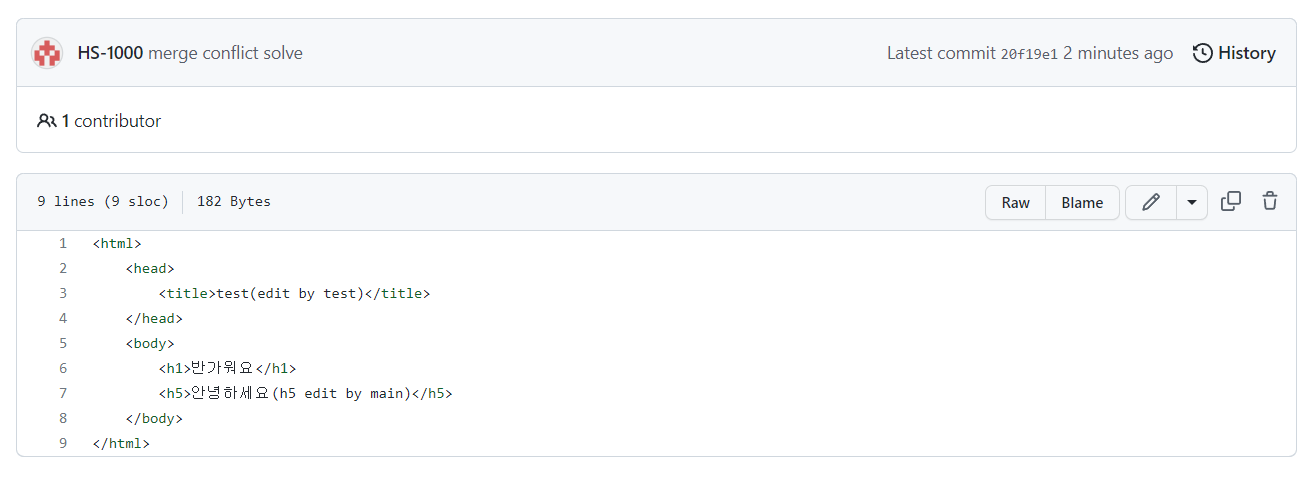 HS-1000 merge conflict solve
Latest commit 20f19e1 2 minutes ago History
1 contributor
9 lines (9 sloc) 182 Bytes
Raw Blame
1 <html>
2 <head>
3 <title>test(edit by test)</title>
4 </head>
5 <body>
6 <h1>반가워요</h1>
7 <h5>안녕하세요(h5 edit by main)</h5>
8 </body>
9 </html>